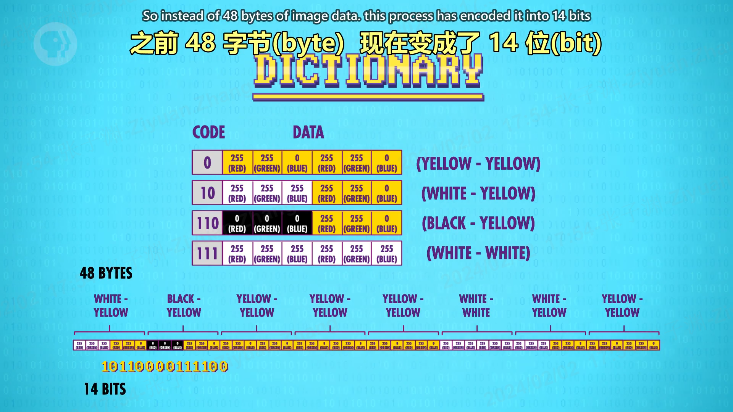 So instead of 48 bytes of image data. this process has encoded it into 14 bits
之前 48 字节(byte)  现在变成了 14 位(bit)
DICTIONARY
CODE DATA
0 255 (RED) 255 (GREEN) 0 (BLUE) 255 (RED) 255 (GREEN) 0 (BLUE) (YELLOW - YELLOW)
10 255 (RED) 255 (GREEN) 255 (BLUE) 255 (RED) 255 (GREEN) 0 (BLUE) (WHITE - YELLOW)
110 0 (RED) 0 (GREEN) 0 (BLUE) 255 (RED) 255 (GREEN) 0 (BLUE) (BLACK - YELLOW)
111 255 (RED) 255 (GREEN) 255 (BLUE) 255 (RED) 255 (GREEN) 255 (BLUE) (WHITE - WHITE)
48 BYTES
WHITE - YELLOW
BLACK - YELLOW
YELLOW - YELLOW
YELLOW - YELLOW
YELLOW - YELLOW
WHITE - WHITE
WHITE - YELLOW
YELLOW - YELLOW
10110000111100
14 BITS